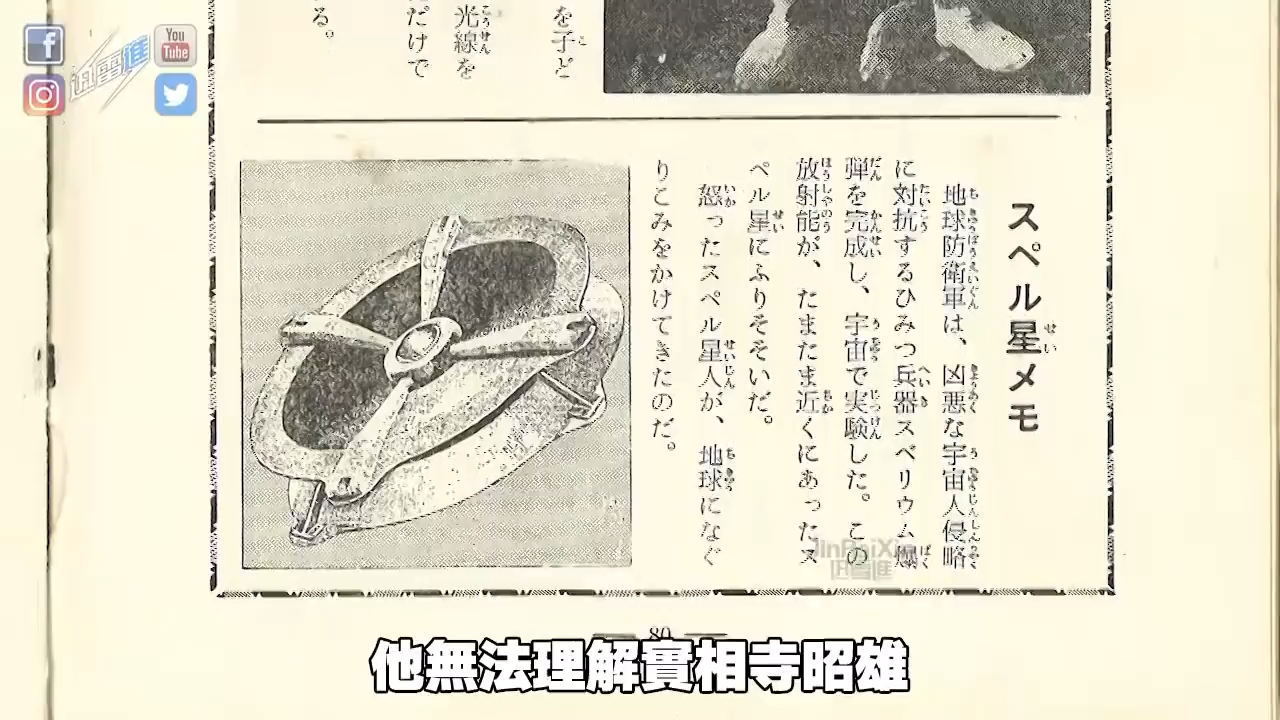 を子ど
光線を
だけで
る。
スペル星メモ
地球防衛軍は、凶悪な宇宙人侵略
に対抗するひみつ兵器スペリウム爆
弾を完成し、宇宙で実験した。この
放射能が、たまたま近くにあったス
ペル星にふりそそいだ。
怒ったスペル星人が、地球になぐ
りこみをかけてきたのだ。
80
迅雷進
You
Tube
JinRaiXin
迅雷進
他無法理解實相寺昭雄